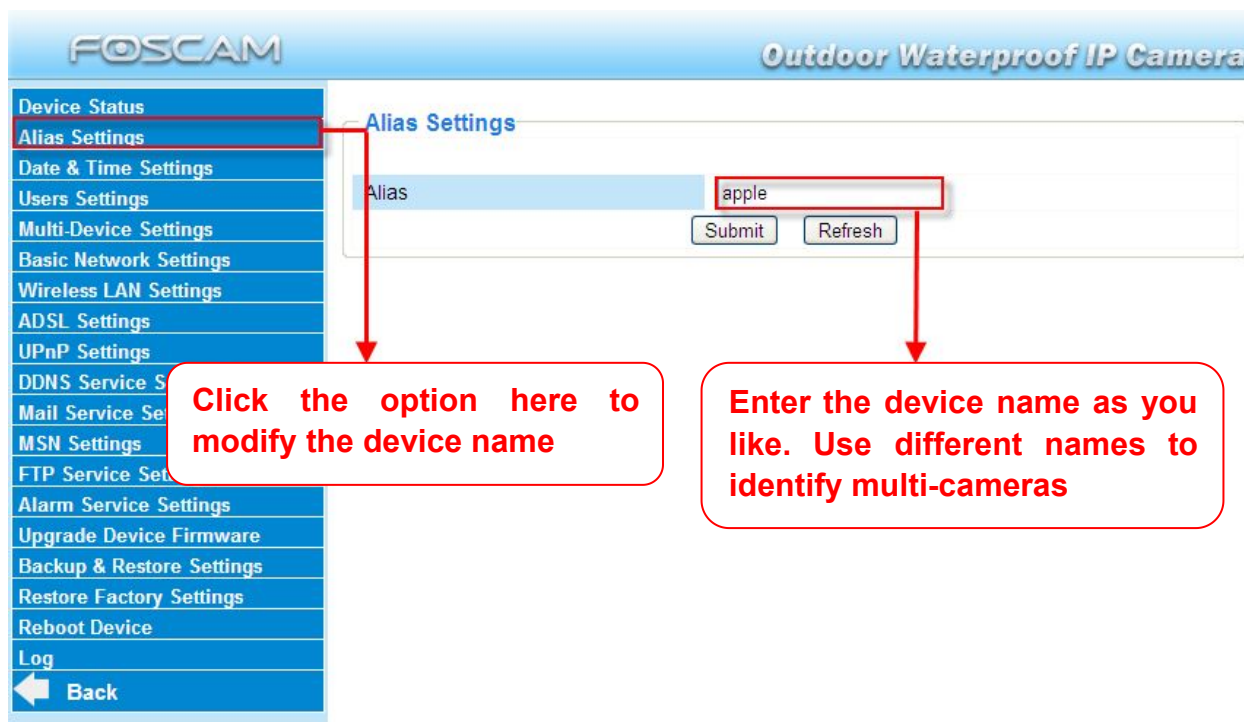 FOSCAM
Outdoor Waterproof IP Camera
Device Status
Alias Settings
Date & Time Settings
Users Settings
Multi-Device Settings
Basic Network Settings
Wireless LAN Settings
ADSL Settings
UPnP Settings
DDNS Service S
Mail Service Se
MSN Settings
FTP Service Set
Alarm Service Settings
Upgrade Device Firmware
Backup & Restore Settings
Restore Factory Settings
Reboot Device
Log
Back
Alias Settings
Alias
apple
Submit Refresh
Click the option here to
modify the device name
Enter the device name as you
like. Use different names to
identify multi-cameras